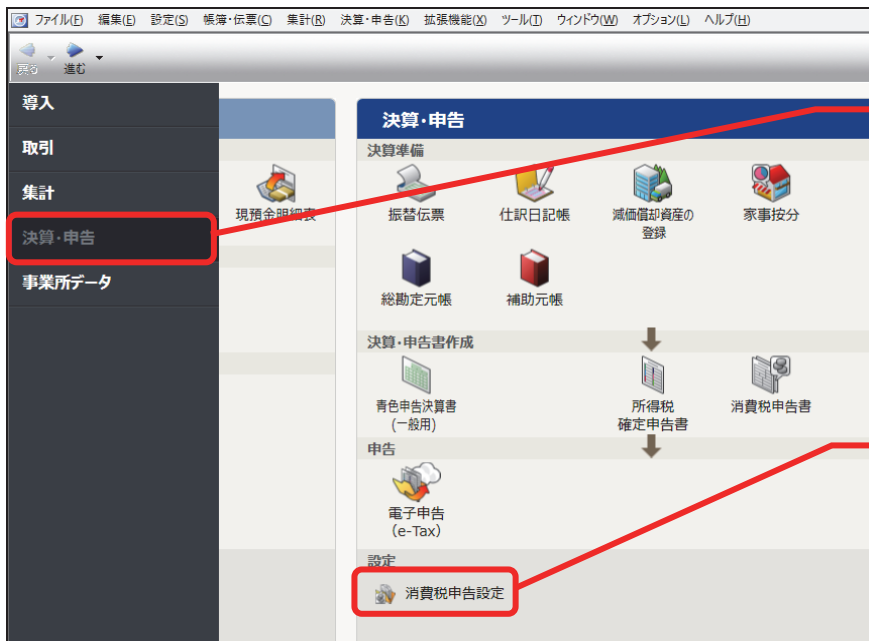 ファイル(F) 編集(E) 設定(S) 帳簿・伝票(C) 集計(R) 決算・申告(K) 拡張機能(X) ツール(T) ウィンドウ(W) オプション(L) ヘルプ(H)
戻る 進む
導入
取引
集計
決算・申告
事業所データ
現預金明細表
決算・申告
決算準備
振替伝票 仕訳日記帳 減価償却資産の 家事按分
登録
総勘定元帳 補助元帳
決算・申告書作成
青色申告決算書 所得税 消費税申告書
(一般用) 確定申告書
申告
電子申告
(e-Tax)
設定
消費税申告設定